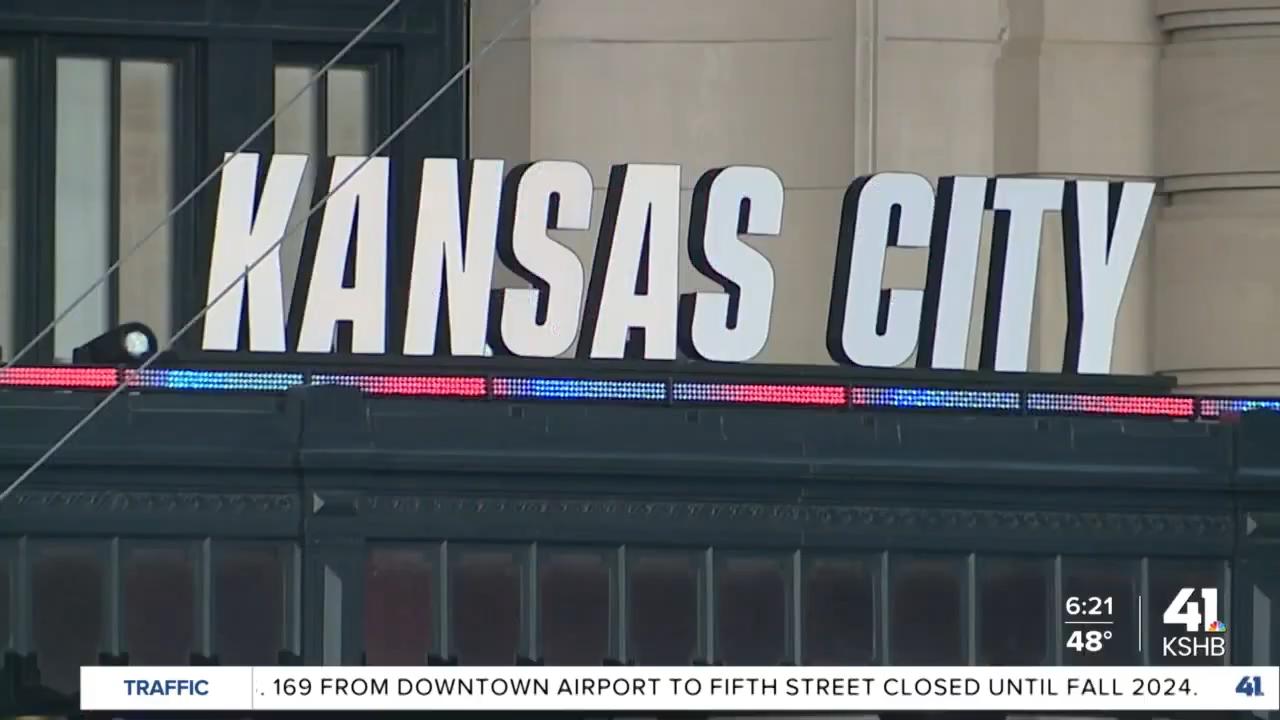 KANSAS CITY
6:21
48°
41
KSHB
TRAFFIC
. 169 FROM DOWNTOWN AIRPORT TO FIFTH STREET CLOSED UNTIL FALL 2024.
41